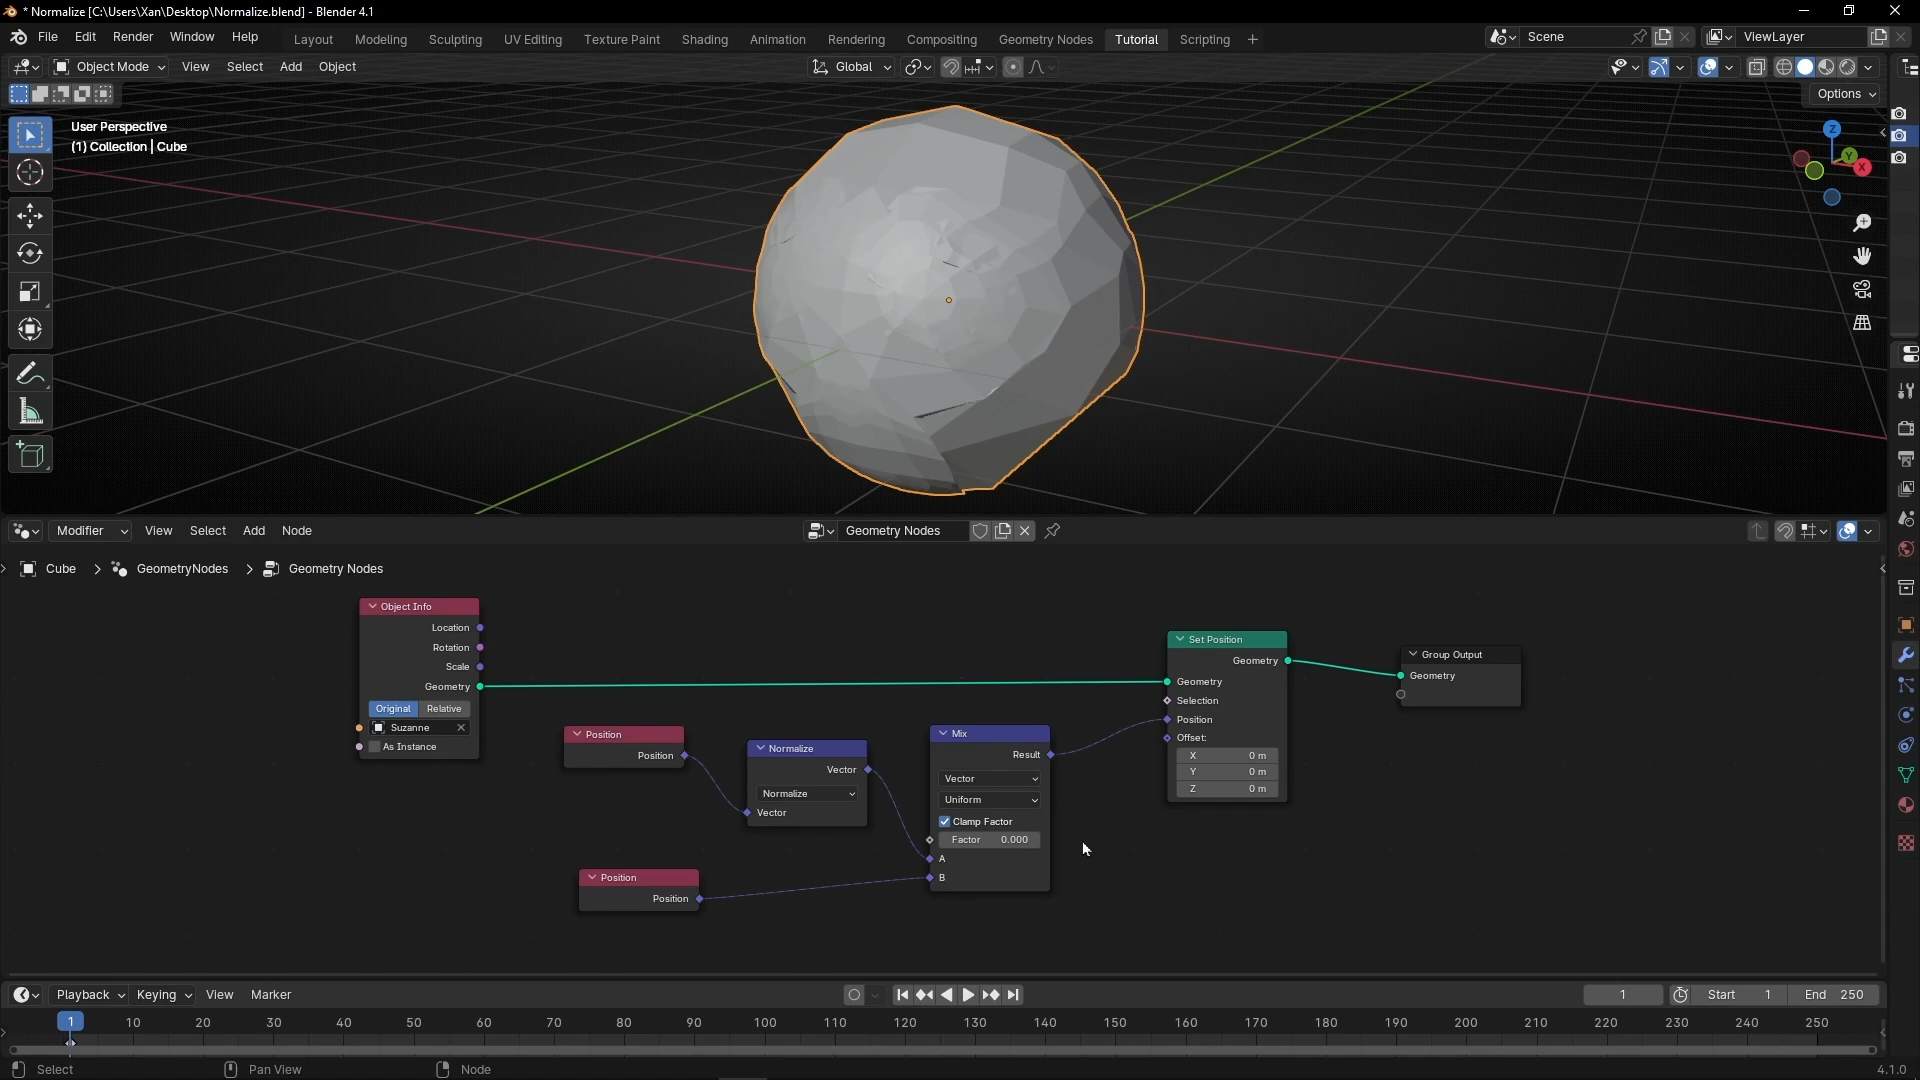 * Normalize [C:\Users\Xan\Desktop\Normalize.blend] - Blender 4.1
File Edit Render Window Help Layout Modeling Sculpting UV Editing Texture Paint Shading Animation Rendering Compositing Geometry Nodes Tutorial Scripting + Scene ViewLayer
Object Mode View Select Add Object Global
Options
User Perspective
(1) Collection | Cube
Z
Y
X
Modifier View Select Add Node Geometry Nodes
Cube > GeometryNodes > Geometry Nodes
Object Info
Location
Rotation
Scale
Geometry
Original Relative
Suzanne
As Instance
Position
Position
Position
Position
Normalize
Vector
Normalize
Vector
Mix
Result
Vector
Uniform
Clamp Factor
Factor 0.000
A
B
Set Position
Geometry
Geometry
Selection
Position
Offset:
X 0 m
Y 0 m
Z 0 m
Group Output
Geometry
Playback Keying View Marker 1 Start 1 End 250
1 10 20 30 40 50 60 70 80 90 100 110 120 130 140 150 160 170 180 190 200 210 220 230 240 250
Select Pan View Node 4.1.0